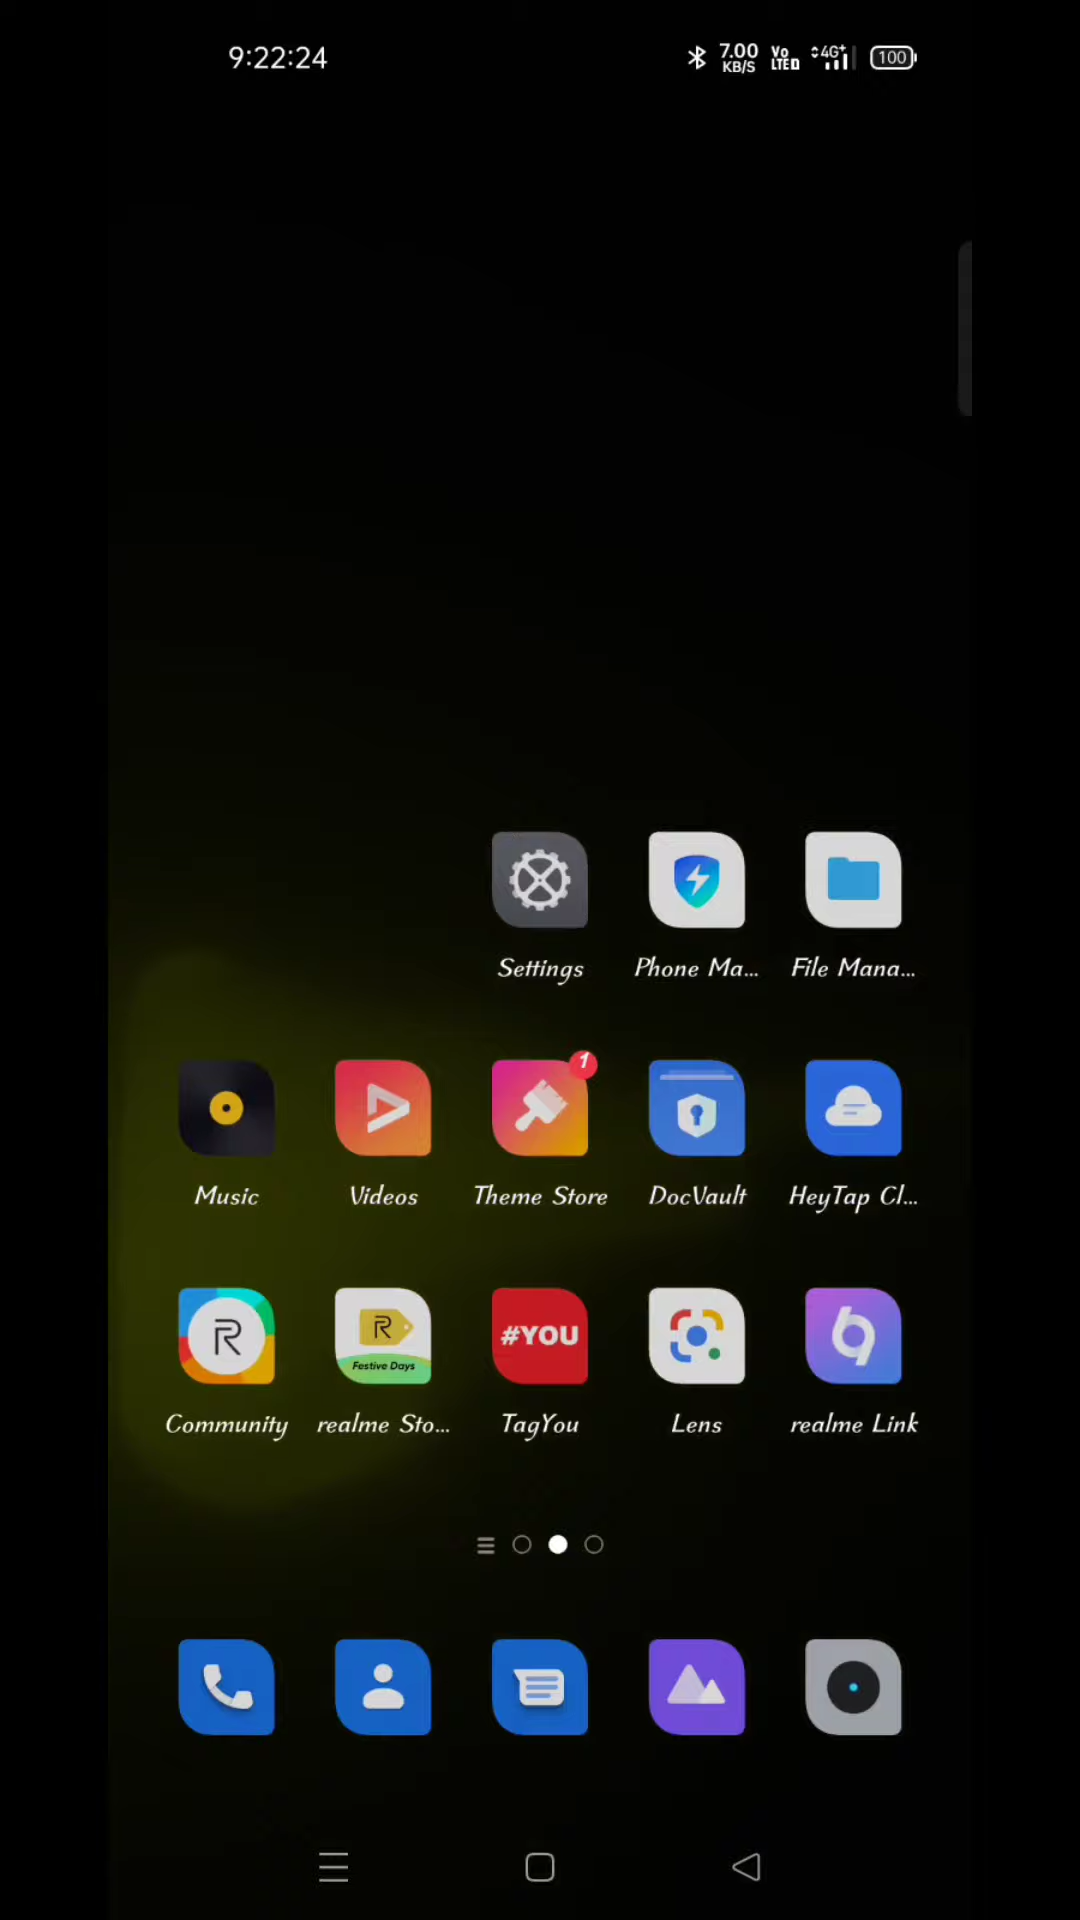 9:22:24 7.00 KB/S Vo LTE 4G+ 100
Settings Phone Ma... File Mana...
1
Music Videos Theme Store DocVault HeyTap Cl...
R R #YOU
Festive Days
Community realme Sto... TagYou Lens realme Link